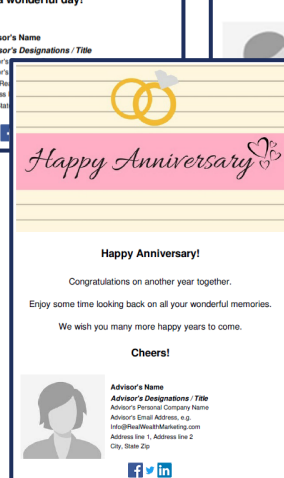 a wonderful day!
sor's Name
sor's Designations / Title
Happy Anniversary
Happy Anniversary!
Congratulations on another year together.
Enjoy some time looking back on all your wonderful memories.
We wish you many more happy years to come.
Cheers!
Advisor's Name
Advisor's Designations / Title
Advisor's Personal Company Name
Advisor's Email Address, e.g.
Info@RealWealthMarketing.com
Address line 1, Address line 2
City, State Zip
f
in